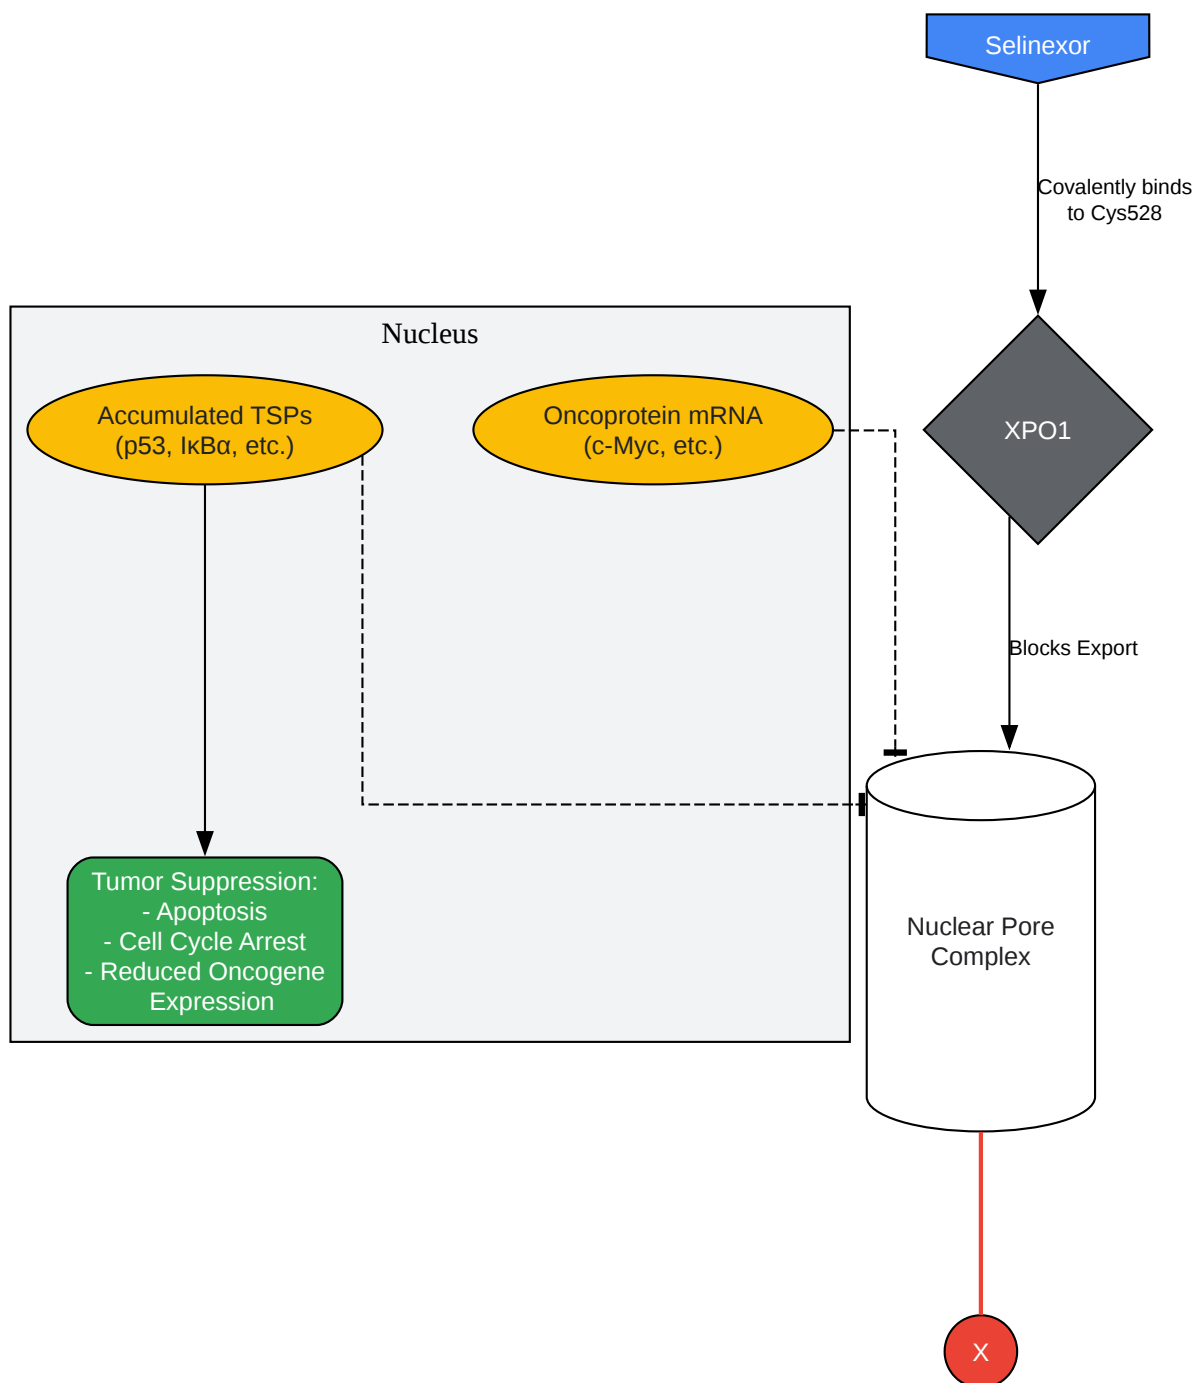 Selinexor
Covalently binds
to Cys528
Nucleus
Accumulated TSPs
(p53, IκBα, etc.)
Oncoprotein mRNA
(c-Myc, etc.)
XPO1
Blocks Export
Tumor Suppression:
- Apoptosis
- Cell Cycle Arrest
- Reduced Oncogene
Expression
Nuclear Pore
Complex
X